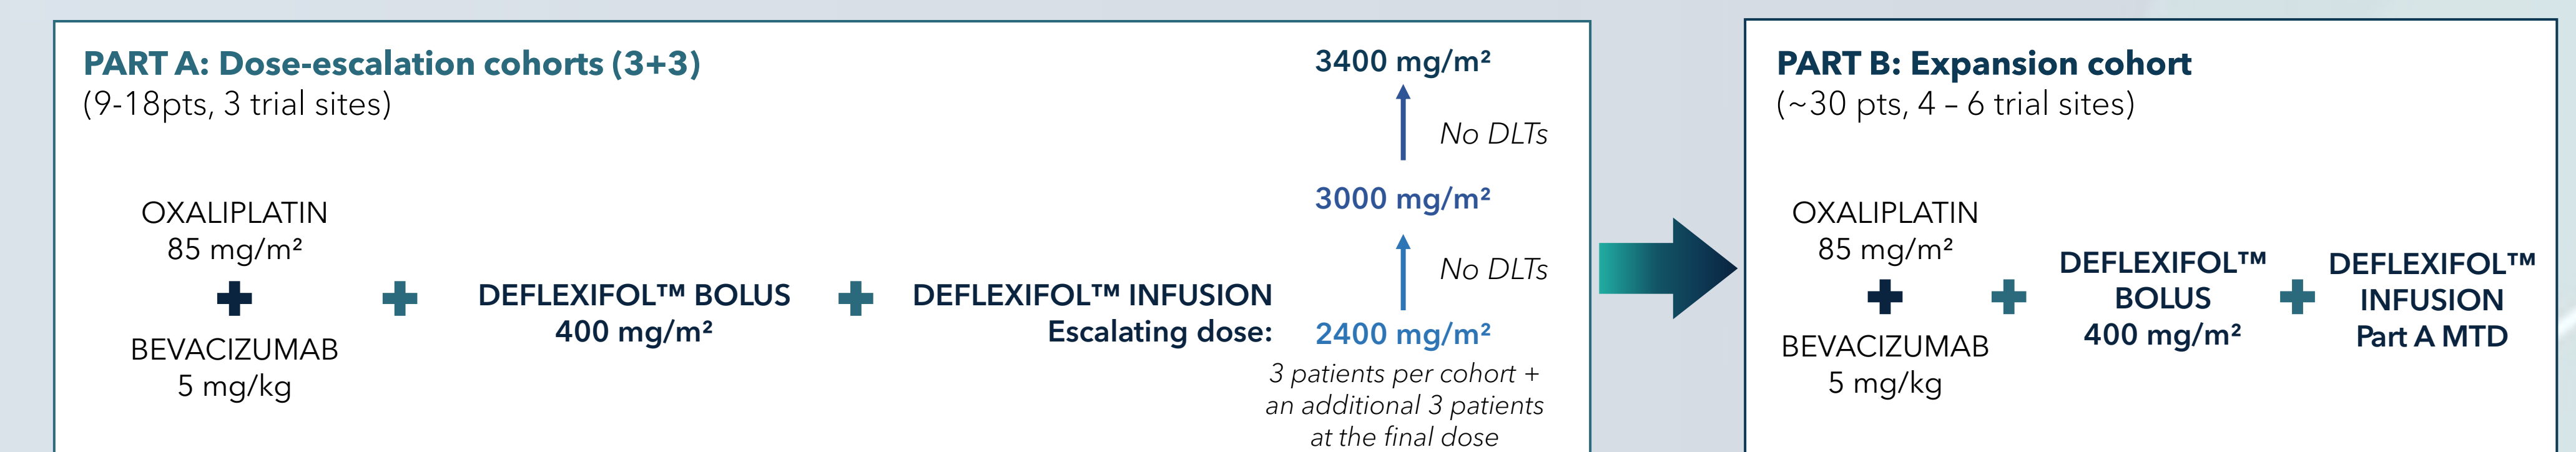 PART A: Dose-escalation cohorts (3+3)
(9-18pts, 3 trial sites)
OXALIPLATIN
85 mg/m²
BEVACIZUMAB
5 mg/kg
DEFLEXIFOL™ BOLUS
400 mg/m²
DEFLEXIFOL™ INFUSION
Escalating dose:
3400 mg/m²
No DLTs
3000 mg/m²
No DLTs
2400 mg/m²
3 patients per cohort +
an additional 3 patients
at the final dose
PART B: Expansion cohort
(~30 pts, 4 – 6 trial sites)
OXALIPLATIN
85 mg/m²
BEVACIZUMAB
5 mg/kg
DEFLEXIFOL™
BOLUS
400 mg/m²
DEFLEXIFOL™
INFUSION
Part A MTD